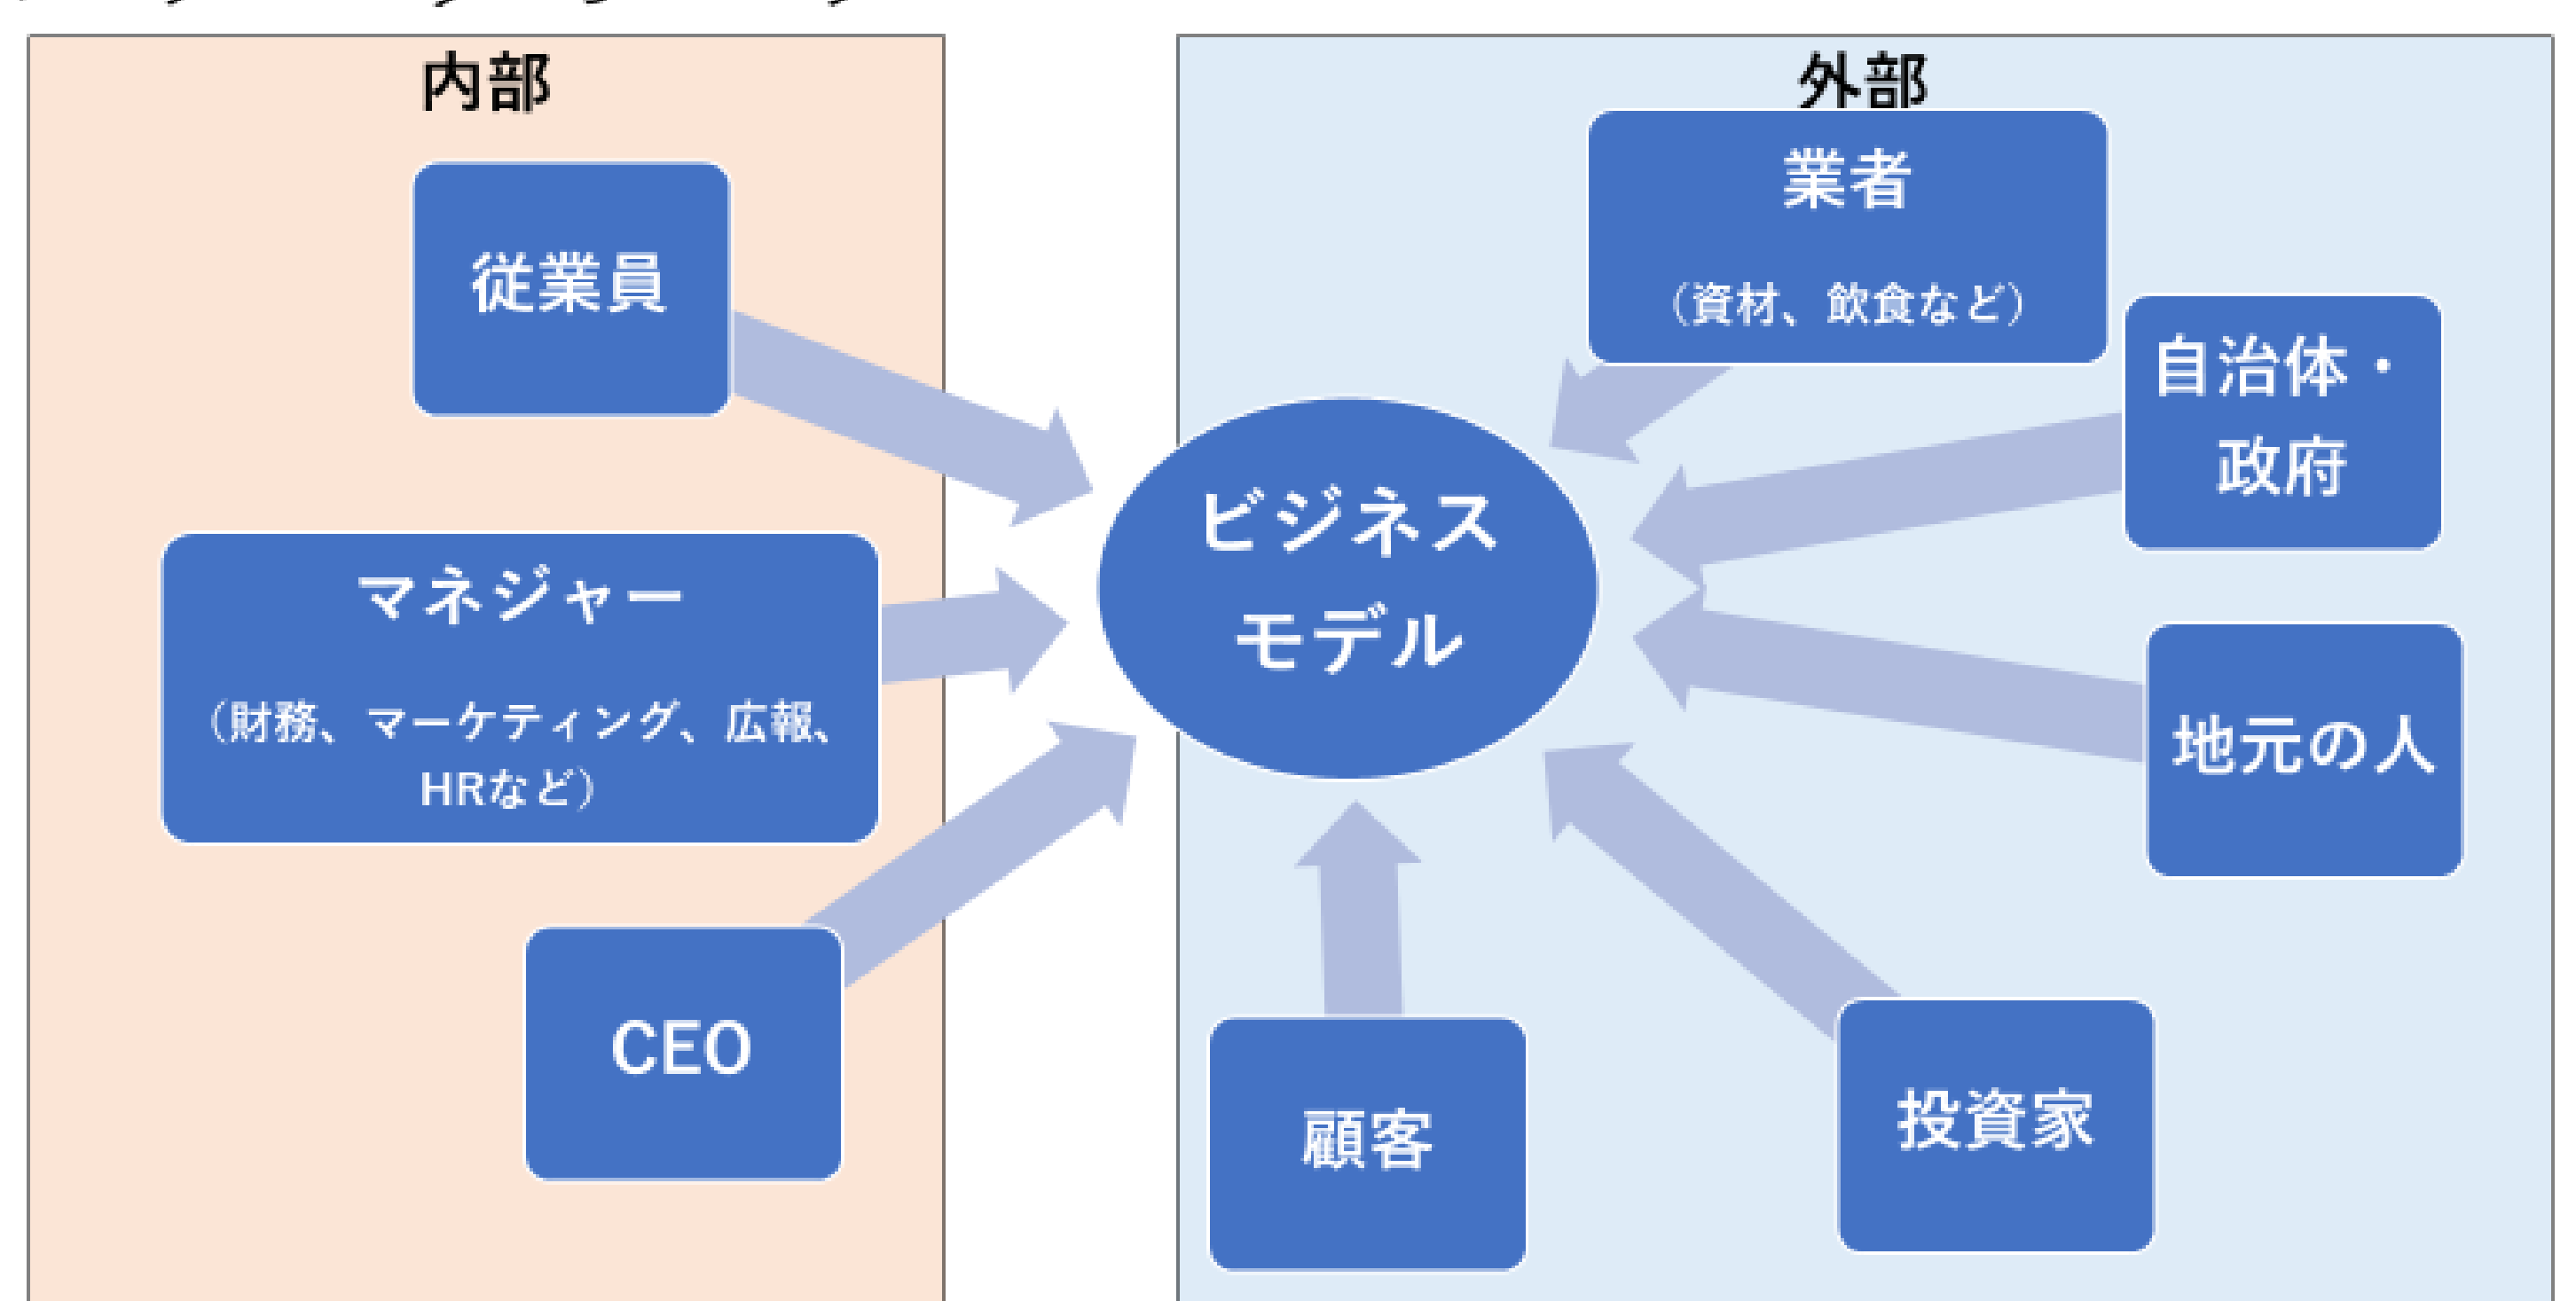 内部
従業員
マネジャー
（財務、マーケティング、広報、
HRなど）
CEO
ビジネス
モデル
外部
業者
（資材、飲食など）
自治体・
政府
地元の人
投資家
顧客